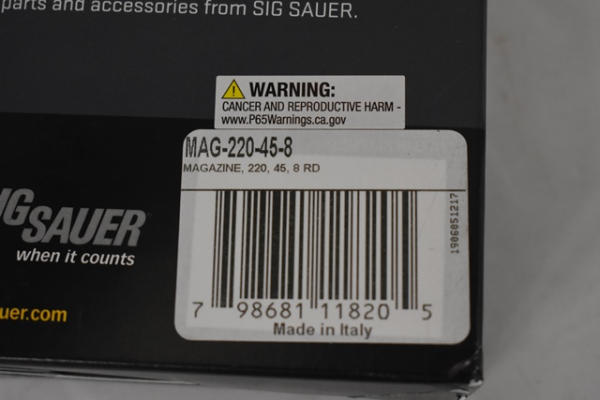 parts and accessories from SIG SAUER.
WARNING:
CANCER AND REPRODUCTIVE HARM -
www.P65Warnings.ca.gov
MAG-220-45-8
MAGAZINE, 220, 45, 8 RD
1906051217
SIG SAUER
when it counts
7 98681 11820 5
Made in Italy
uer.com